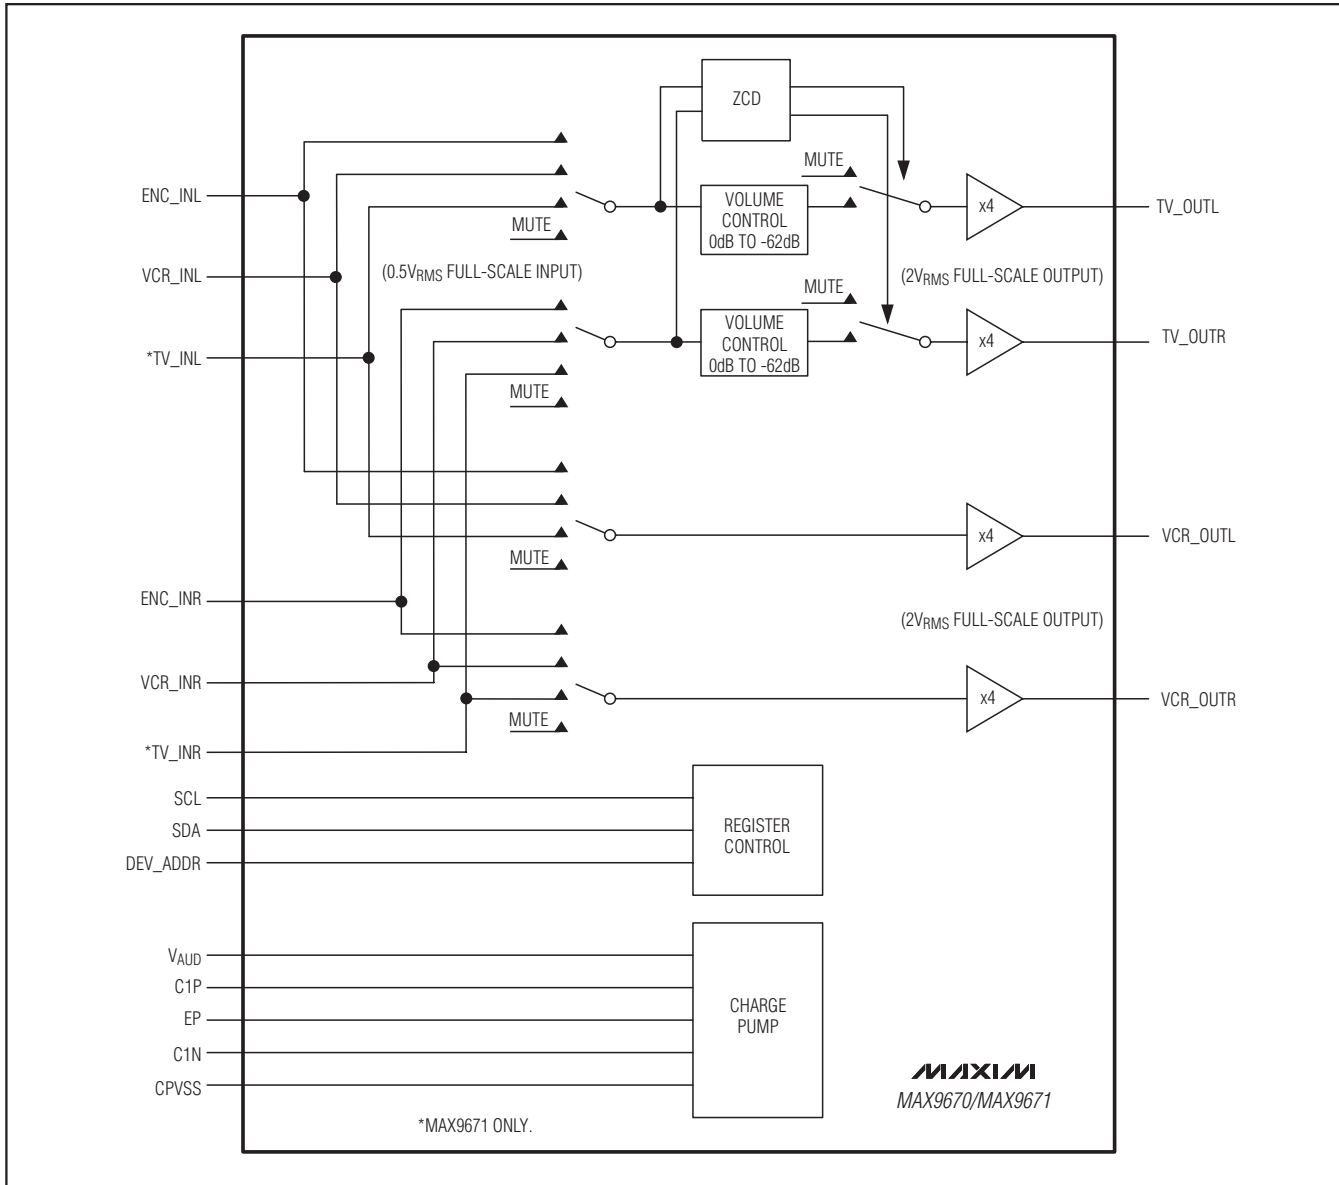 ZCD
MUTE
ENC_INL
VOLUME
CONTROL
0dB TO -62dB
x4
TV_OUTL
MUTE
VCR_INL
(0.5VRMS FULL-SCALE INPUT)
(2VRMS FULL-SCALE OUTPUT)
MUTE
*TV_INL
VOLUME
CONTROL
0dB TO -62dB
x4
TV_OUTR
MUTE
x4
VCR_OUTL
MUTE
ENC_INR
(2VRMS FULL-SCALE OUTPUT)
VCR_INR
x4
VCR_OUTR
MUTE
*TV_INR
SCL
SDA
DEV_ADDR
REGISTER
CONTROL
VAUD
C1P
EP
C1N
CPVSS
CHARGE
PUMP
MAXIM
MAX9670/MAX9671
*MAX9671 ONLY.